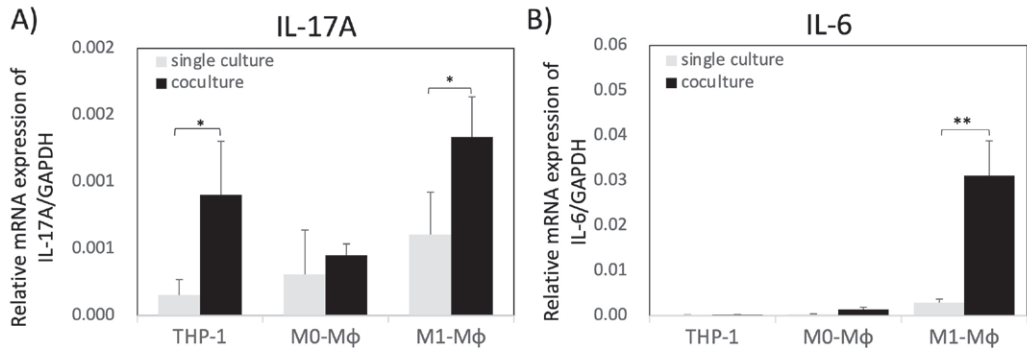 A)
IL-17A
Relative mRNA expression of
IL-17A/GAPDH
0.002
0.002
0.001
0.001
0.000
single culture
coculture
*
*
THP-1
M0-Mϕ
M1-Mϕ
B)
IL-6
Relative mRNA expression of
IL-6/GAPDH
0.06
0.05
0.04
0.03
0.02
0.01
0.00
single culture
coculture
**
THP-1
M0-Mϕ
M1-Mϕ